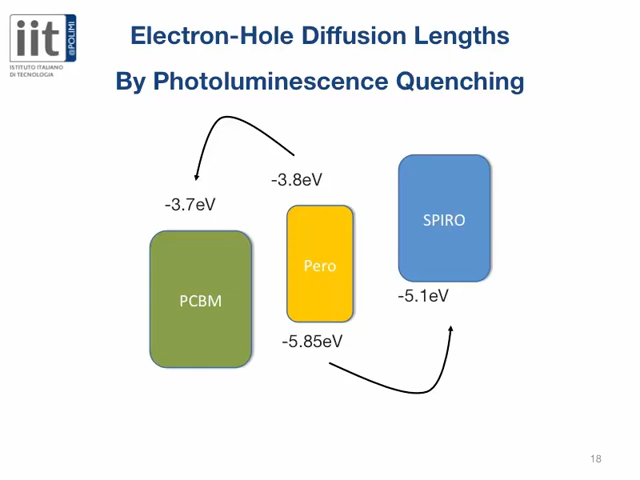 iit
@POLIMI
ISTITUTO ITALIANO
DI TECNOLOGIA
Electron-Hole Diffusion Lengths
By Photoluminescence Quenching
-3.7eV
-3.8eV
SPIRO
Pero
PCBM
-5.1eV
-5.85eV
18